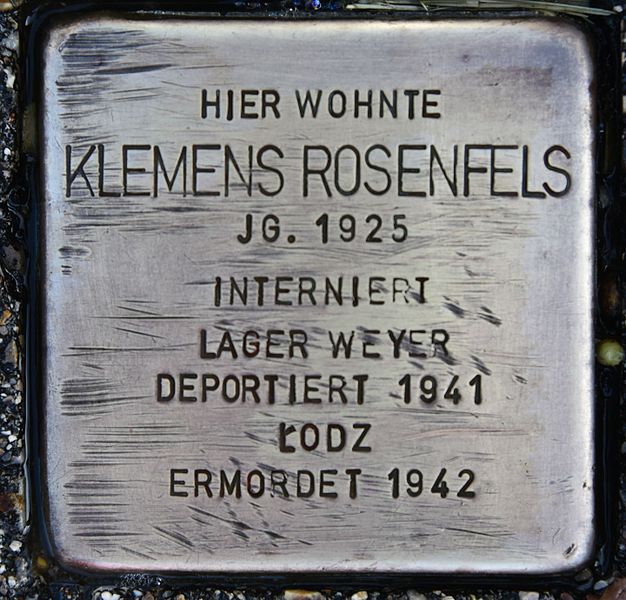 HIER WOHNTE
KLEMENS ROSENFELS
JG. 1925
INTERNIERT
LAGER WEYER
DEPORTIERT 1941
ŁODZ
ERMORDET 1942